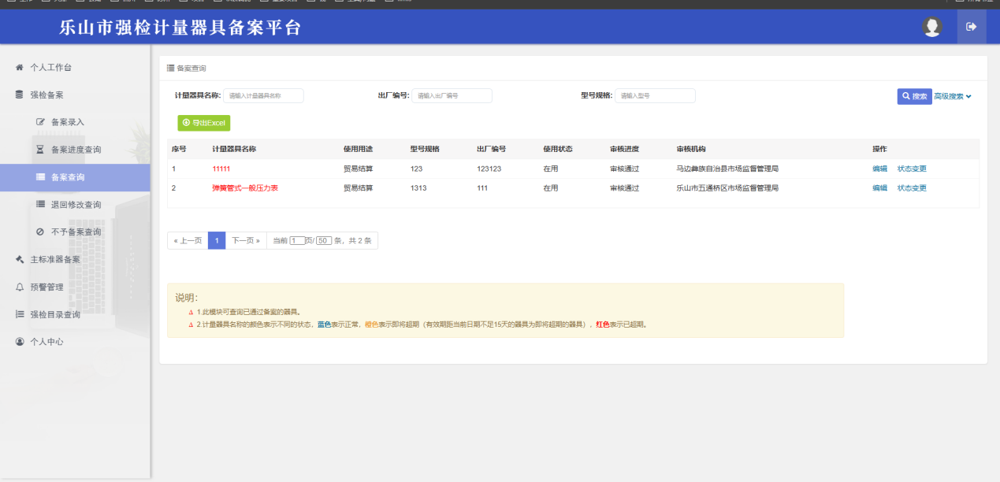 乐山市强检计量器具备案平台
个人工作台
强检备案
备案录入
备案进度查询
备案查询
退回修改查询
不予备案查询
主标准器备案
预警管理
强检目录查询
个人中心
备案查询
计量器具名称: 请输入计量器具名称 出厂编号: 请输入出厂编号 型号规格: 请输入型号 搜索 高级搜索
导出Excel
序号 计量器具名称 使用用途 型号规格 出厂编号 使用状态 审核进度 审核机构 操作
1 11111 贸易结算 123 123123 在用 审核通过 马边彝族自治县市场监督管理局 编辑 状态变更
2 弹簧管式一般压力表 贸易结算 1313 111 在用 审核通过 乐山市五通桥区市场监督管理局 编辑 状态变更
« 上一页 1 下一页 » 当前 1 页/ 50 条，共 2 条
说明：
1.此模块可查询已通过备案的器具。
2.计量器具名称的颜色表示不同的状态，蓝色表示正常，橙色表示即将超期（有效期距当前日期不足15天的器具为即将超期的器具），红色表示已超期。